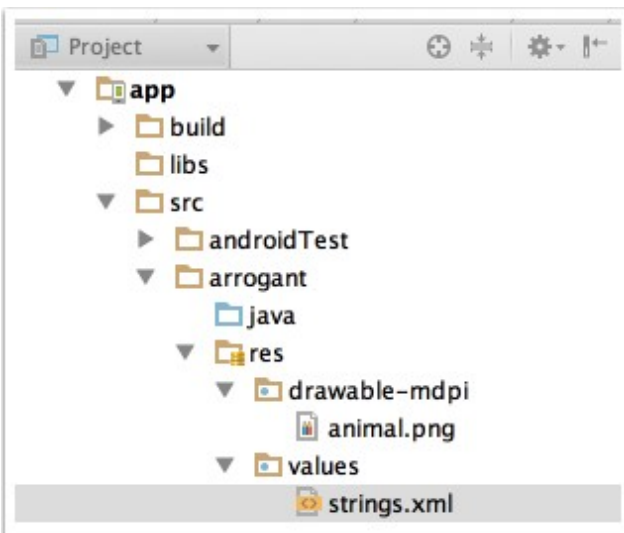 Project
app
build
libs
src
androidTest
arrogant
java
res
drawable-mdpi
animal.png
values
strings.xml